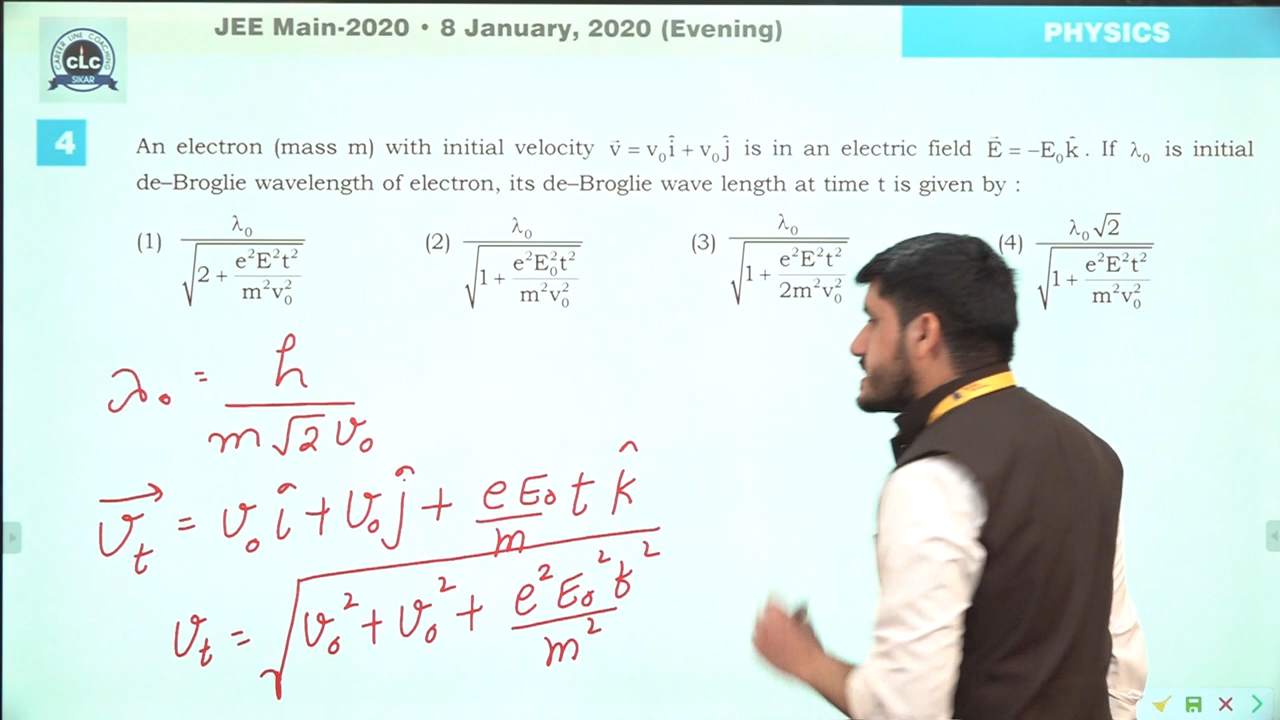 JEE Main-2020 • 8 January, 2020 (Evening)
PHYSICS
CAREER LINE COACHING
CLC
SIKAR
4
An electron (mass m) with initial velocity v⃗ = v₀î + v₀ĵ is in an electric field E⃗ = –E₀k̂ . If λ₀ is initial
de–Broglie wavelength of electron, its de–Broglie wave length at time t is given by :
(1) λ₀ / √(2 + e²E²t² / m²v₀²)
(2) λ₀ / √(1 + e²E₀²t² / m²v₀²)
(3) λ₀ / √(1 + e²E²t² / 2m²v₀²)
(4) λ₀√2 / √(1 + e²E²t² / m²v₀²)
λ₀ = h / m√2 v₀
v⃗ₜ = v₀ î + v₀ ĵ + eE₀/m t k̂
vₜ = √(v₀² + v₀² + e²E₀²t² / m²)